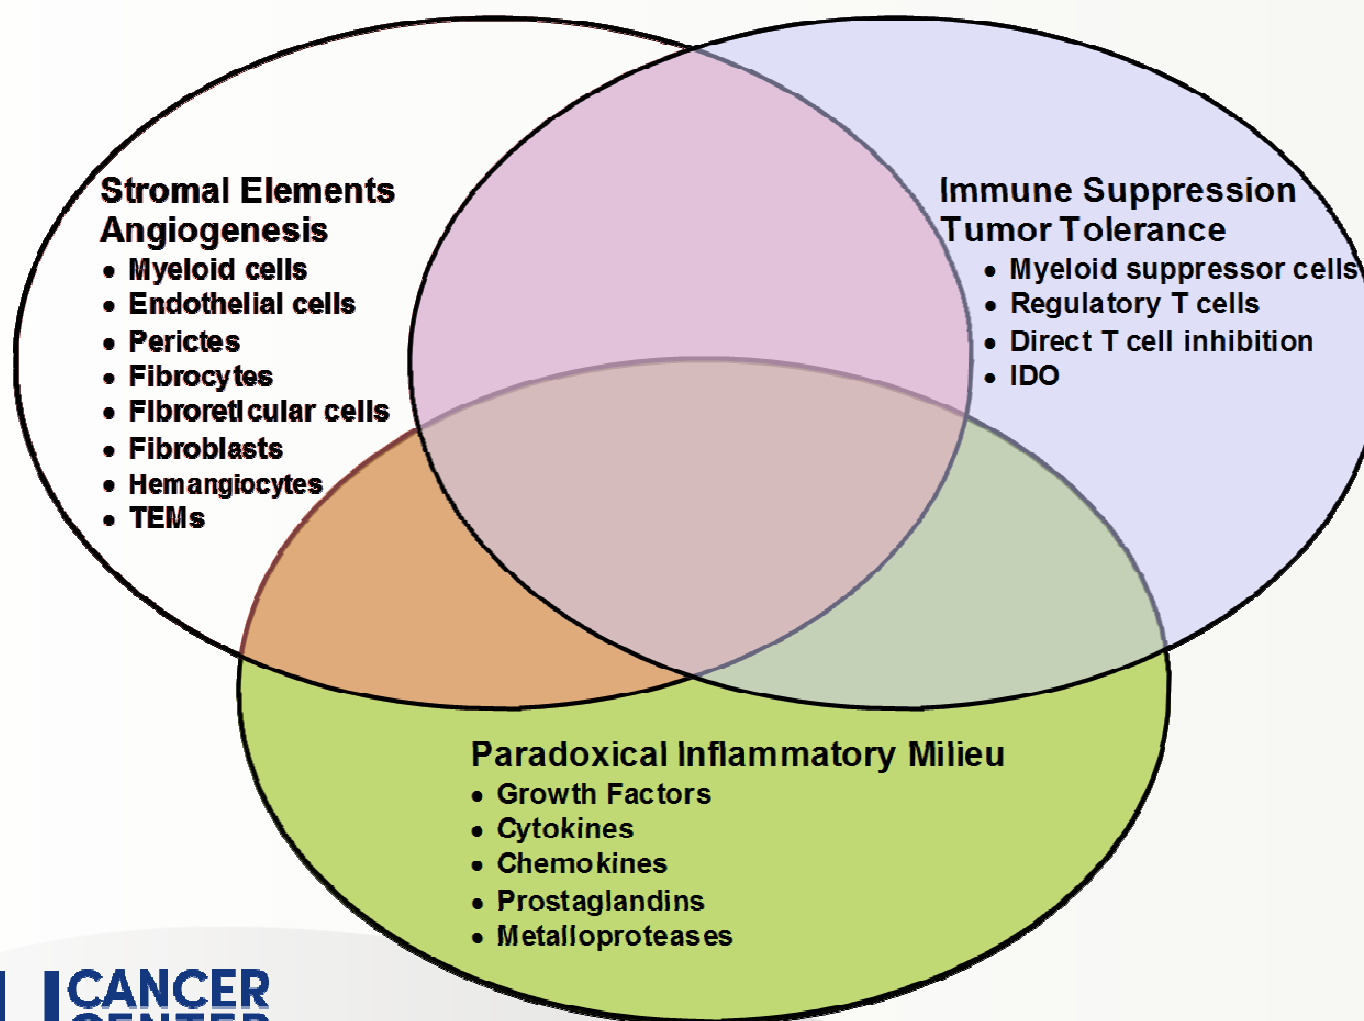 Stromal Elements
Angiogenesis
• Myeloid cells
• Endothelial cells
• Perictes
• Fibrocytes
• Fibroreticular cells
• Fibroblasts
• Hemangiocytes
• TEMs
Immune Suppression
Tumor Tolerance
• Myeloid suppressor cells
• Regulatory T cells
• Direct T cell inhibition
• IDO
Paradoxical Inflammatory Milieu
• Growth Factors
• Cytokines
• Chemokines
• Prostaglandins
• Metalloproteases
CANCER
CENTER